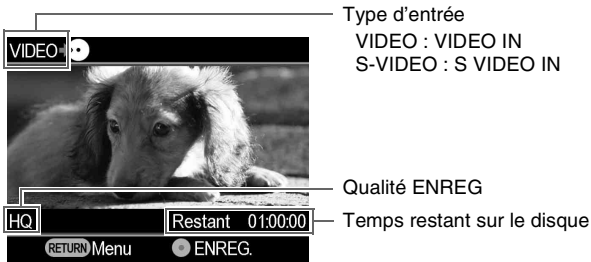 Type d'entrée
VIDEO : VIDEO IN
S-VIDEO : S VIDEO IN
VIDEO
Qualité ENREG
HQ
Restant 01:00:00
Temps restant sur le disque
RETURN Menu
ENREG.